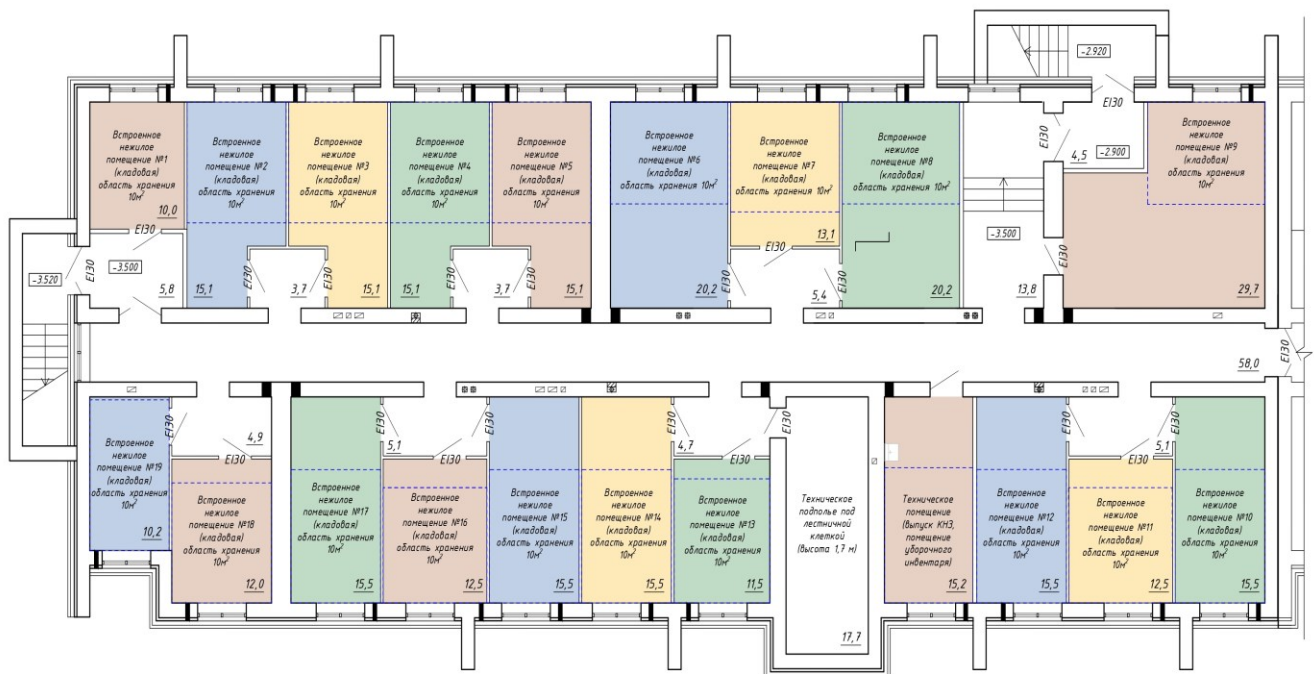 -2.920
EI30
Встроенное
нежилое
помещение №1
(кладовая)
область хранения
10м²
10,0
Встроенное
нежилое
помещение №2
(кладовая)
область хранения
10м²
15,1
Встроенное
нежилое
помещение №3
(кладовая)
область хранения
10м²
15,1
Встроенное
нежилое
помещение №4
(кладовая)
область хранения
10м²
15,1
Встроенное
нежилое
помещение №5
(кладовая)
область хранения
10м²
15,1
Встроенное
нежилое
помещение №6
(кладовая)
область хранения 10м²
20,2
Встроенное
нежилое
помещение №7
(кладовая)
область хранения 10м²
13,1
Встроенное
нежилое
помещение №8
(кладовая)
область хранения 10м²
20,2
EI30
4,5
-2.900
Встроенное
нежилое
помещение №9
(кладовая)
область хранения
10м²
29,7
EI30
-3.520
EI30
-3.500
5,8
EI30
3,7
EI30
EI30
3,7
EI30
EI30
EI30
5,4
EI30
-3.500
13,8
EI30
58,0
EI30
Встроенное
нежилое
помещение №19
(кладовая)
область хранения
10м²
10,2
EI30
4,9
EI30
Встроенное
нежилое
помещение №18
(кладовая)
область хранения
10м²
12,0
Встроенное
нежилое
помещение №17
(кладовая)
область хранения
10м²
15,5
EI30
5,1
EI30
EI30
Встроенное
нежилое
помещение №16
(кладовая)
область хранения
10м²
12,5
Встроенное
нежилое
помещение №15
(кладовая)
область хранения
10м²
15,5
Встроенное
нежилое
помещение №14
(кладовая)
область хранения
10м²
15,5
EI30
4,7
EI30
EI30
Встроенное
нежилое
помещение №13
(кладовая)
область хранения
10м²
11,5
Техническое
подполье под
лестничной
клеткой
(высота 1,7 м)
17,7
Техническое
помещение
(выпуск КН3,
помещение
уборочного
инвентаря)
15,2
Встроенное
нежилое
помещение №12
(кладовая)
область хранения
10м²
15,5
EI30
5,1
EI30
EI30
Встроенное
нежилое
помещение №11
(кладовая)
область хранения
10м²
12,5
Встроенное
нежилое
помещение №10
(кладовая)
область хранения
10м²
15,5